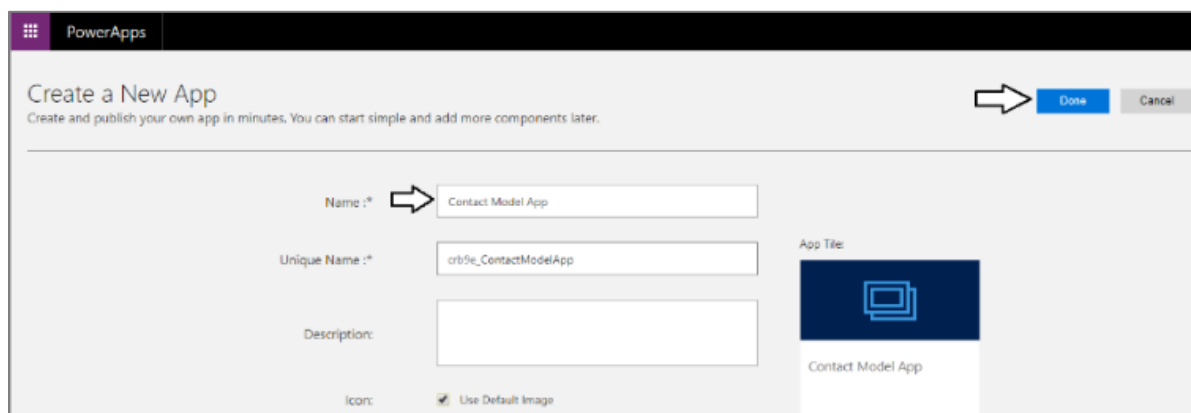 PowerApps
Create a New App
Create and publish your own app in minutes. You can start simple and add more components later.
Done
Cancel
Name :*
Contact Model App
Unique Name :*
crb9e_ContactModelApp
Description:
App Tile:
Contact Model App
Icon:
Use Default Image